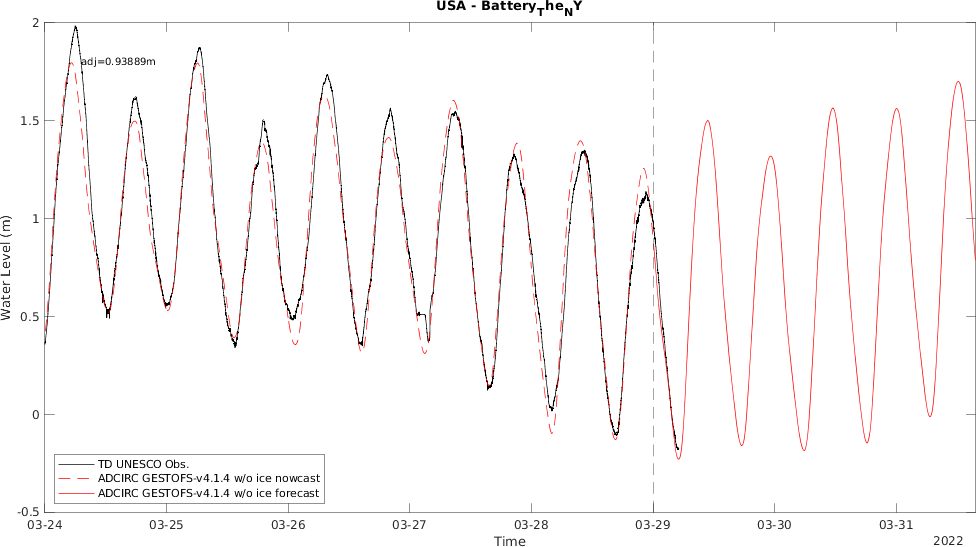 USA - Battery_The_NY
2
adj=0.93889m
1.5
1
0.5
0
-0.5
Water Level (m)
TD UNESCO Obs.
ADCIRC GESTOFS-v4.1.4 w/o ice nowcast
ADCIRC GESTOFS-v4.1.4 w/o ice forecast
03-24 03-25 03-26 03-27 03-28 03-29 03-30 03-31
Time
2022